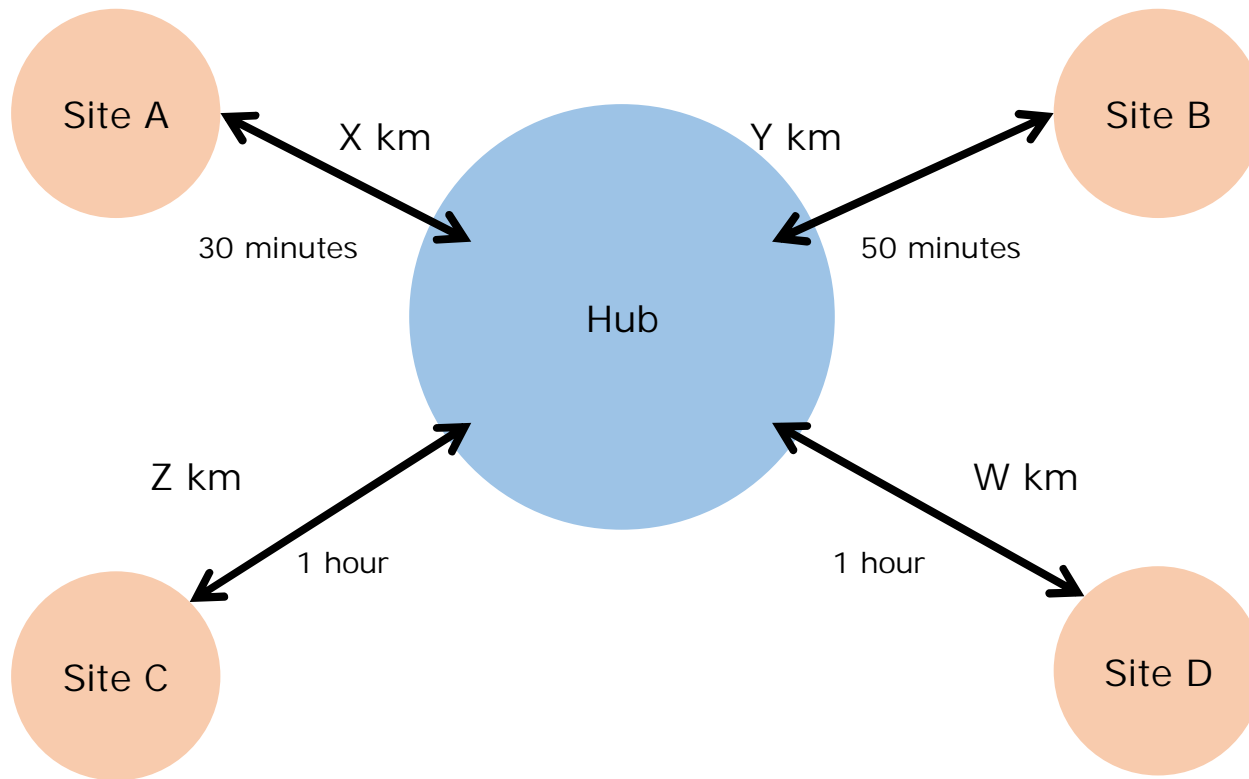 Site A
X km
Y km
Site B
30 minutes
50 minutes
Hub
Z km
W km
1 hour
1 hour
Site C
Site D